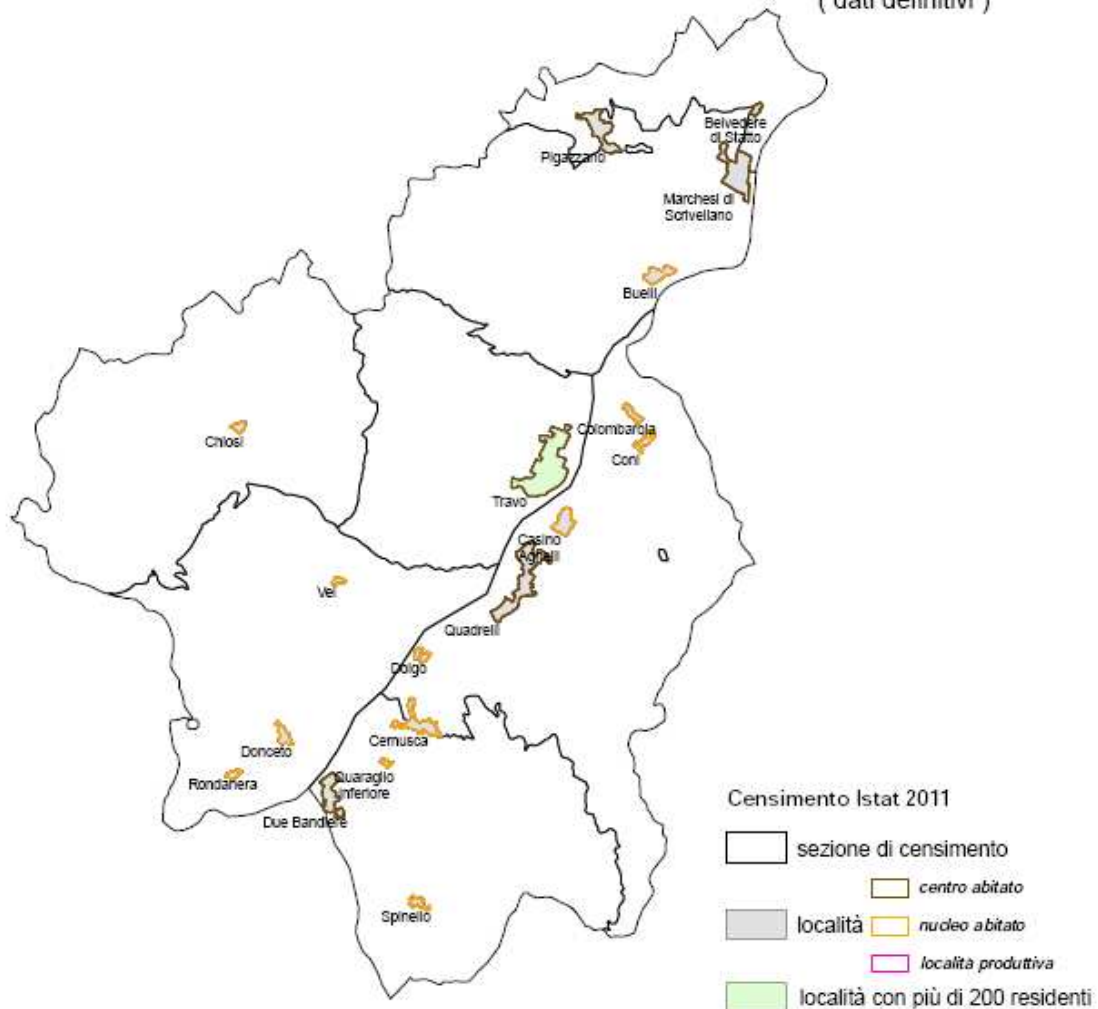 ( dati definitivi )
Belvedere
di Statto
Pigazzano
Marchesi di
Scrivellano
Buelli
Chiosi
Colombarola
Coni
Travo
Casino
Agnelli
Vei
Quadrelli
Dolgo
Cernusca
Donceto
Rondanera
Quaraglio
Inferiore
Due Bandiere
Spinello
Censimento Istat 2011
sezione di censimento
centro abitato
località
nucleo abitato
località produttiva
località con più di 200 residenti